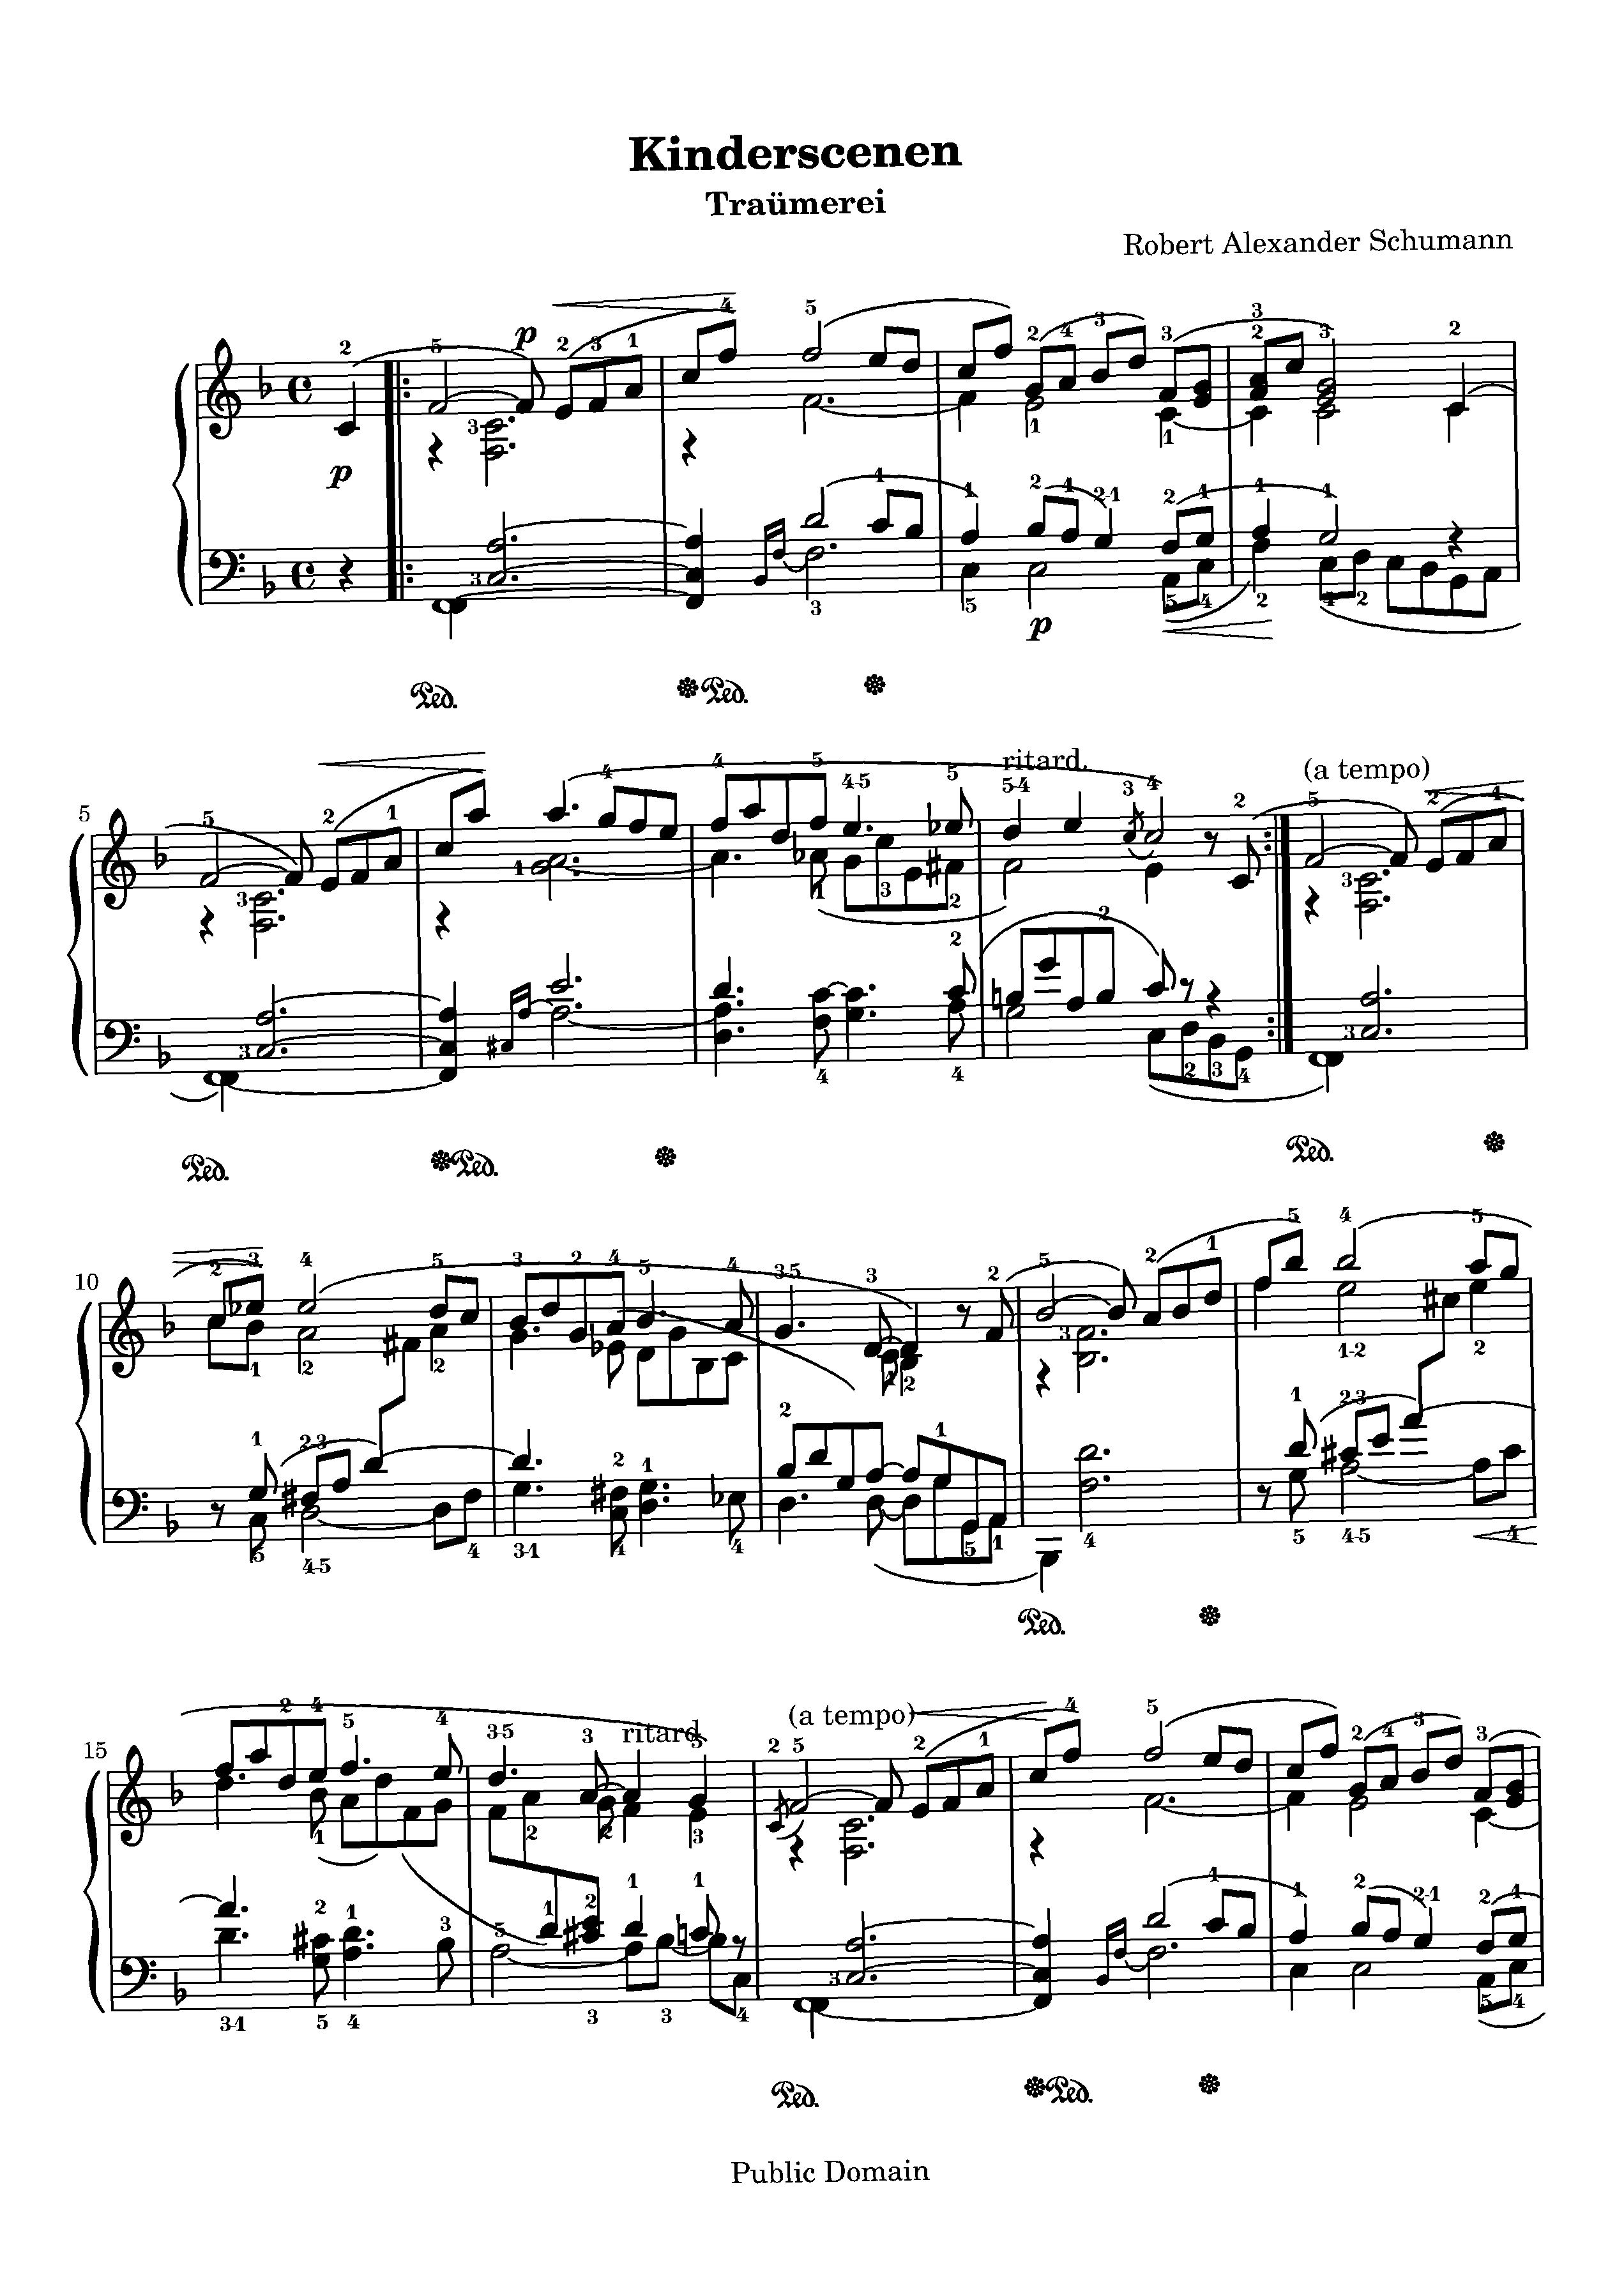 Kinderscenen
Traümerei
Robert Alexander Schumann
ritard.
(a tempo)
5
10
ritard.
(a tempo)
15
Public Domain